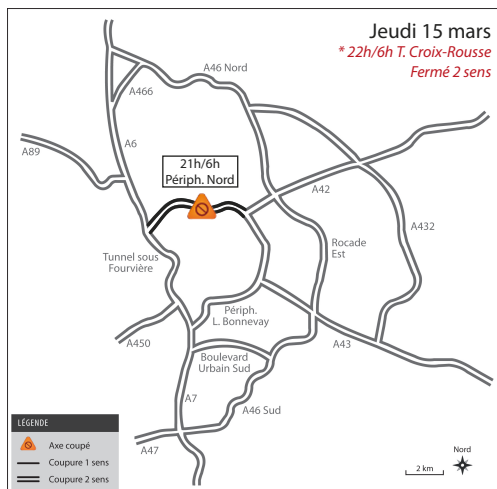 Jeudi 15 mars
* 22h/6h T. Croix-Rousse
Fermé 2 sens
A46 Nord
A466
A6
A89
21h/6h
Périph. Nord
A42
A432
Rocade
Est
Tunnel sous
Fourvière
Périph.
L. Bonnevay
A450
A43
Boulevard
Urbain Sud
A7
A46 Sud
A47
LÉGENDE
Axe coupé
Coupure 1 sens
Coupure 2 sens
Nord
2 km